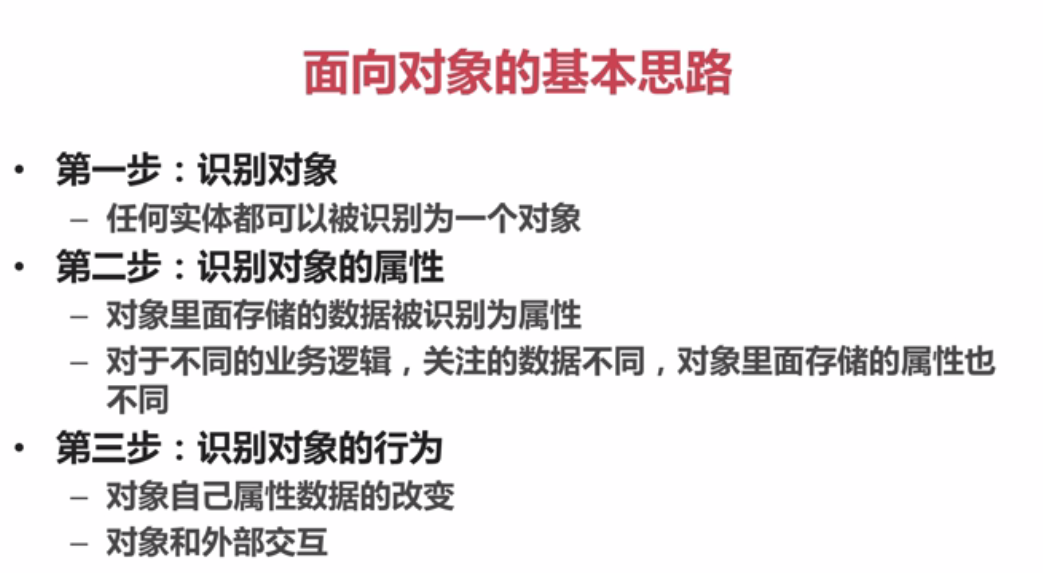 面向对象的基本思路
• 第一步：识别对象
– 任何实体都可以被识别为一个对象
• 第二步：识别对象的属性
– 对象里面存储的数据被识别为属性
– 对于不同的业务逻辑，关注的数据不同，对象里面存储的属性也
不同
• 第三步：识别对象的行为
– 对象自己属性数据的改变
– 对象和外部交互